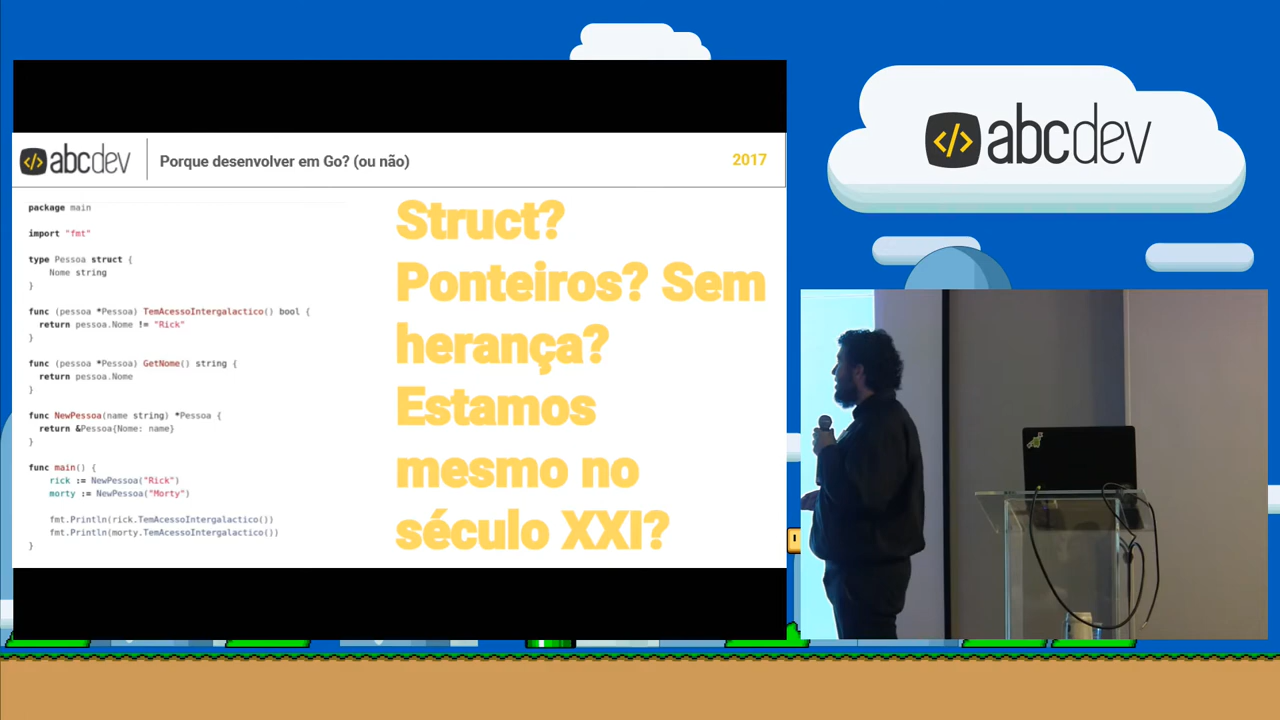 </> abcdev
Porque desenvolver em Go? (ou não)
2017
package main
import "fmt"
type Pessoa struct {
Nome string
}
func (pessoa *Pessoa) TemAcessoIntergalactico() bool {
return pessoa.Nome != "Rick"
}
func (pessoa *Pessoa) GetNome() string {
return pessoa.Nome
}
func NewPessoa(name string) *Pessoa {
return &Pessoa{Nome: name}
}
func main() {
rick := NewPessoa("Rick")
morty := NewPessoa("Morty")
fmt.Println(rick.TemAcessoIntergalactico())
fmt.Println(morty.TemAcessoIntergalactico())
}
Struct?
Ponteiros? Sem
herança?
Estamos
mesmo no
século XXI?
</> abcdev